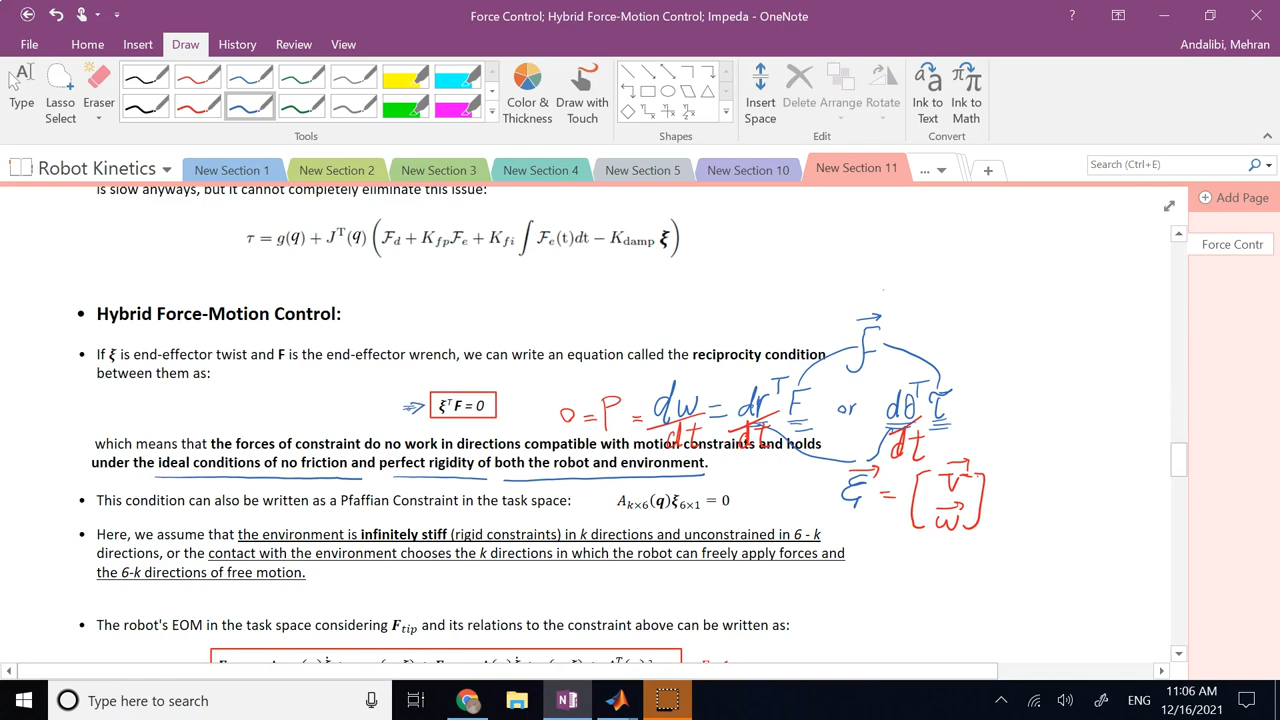 Force Control; Hybrid Force-Motion Control; Impeda - OneNote
File Home Insert Draw History Review View
Andalibi, Mehran
Type
Lasso Select
Eraser
Color & Thickness
Draw with Touch
Insert Space
Delete
Arrange
Rotate
Ink to Text
Ink to Math
Tools
Shapes
Edit
Convert
Robot Kinetics
New Section 1
New Section 2
New Section 3
New Section 4
New Section 5
New Section 10
New Section 11
...
Search (Ctrl+E)
Add Page
Force Contr
is slow anyways, but it cannot completely eliminate this issue:
τ = g(q) + J^T(q) (F_d + K_fp F_e + K_fi ∫ F_e(t)dt − K_damp ξ)
• Hybrid Force-Motion Control:
• If ξ is end-effector twist and F is the end-effector wrench, we can write an equation called the reciprocity condition
between them as:
ξ^T F = 0
0 = P = dw/dt = dr^T/dt F or dθ^T/dt τ
F
ξ = [v ω]
which means that the forces of constraint do no work in directions compatible with motion constraints and holds
under the ideal conditions of no friction and perfect rigidity of both the robot and environment.
• This condition can also be written as a Pfaffian Constraint in the task space: A_k×6(q)ξ_6×1 = 0
• Here, we assume that the environment is infinitely stiff (rigid constraints) in k directions and unconstrained in 6 - k
directions, or the contact with the environment chooses the k directions in which the robot can freely apply forces and
the 6-k directions of free motion.
• The robot's EOM in the task space considering F_tip and its relations to the constraint above can be written as:
Type here to search
ENG
11:06 AM
12/16/2021